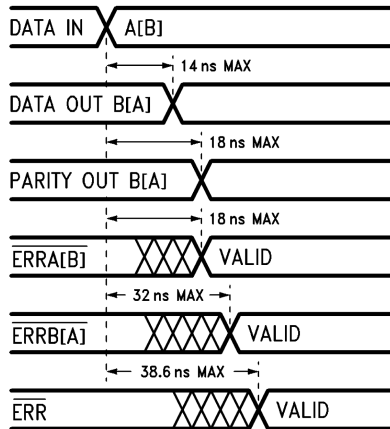 DATA IN A[B]
14 ns MAX
DATA OUT B[A]
18 ns MAX
PARITY OUT B[A]
18 ns MAX
ERRA[B] VALID
32 ns MAX
ERRB[A] VALID
38.6 ns MAX
ERR VALID